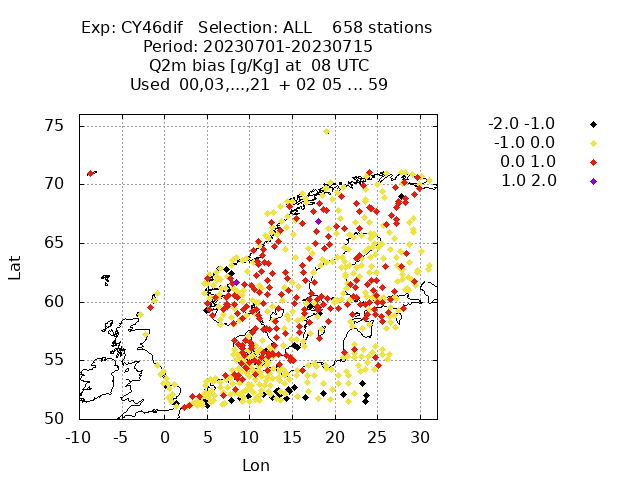 Exp: CY46dif   Selection: ALL    658 stations
Period: 20230701-20230715
Q2m bias [g/Kg] at  08 UTC
Used  00,03,...,21  + 02 05 ... 59
-2.0 -1.0
-1.0 0.0
0.0 1.0
1.0 2.0
75
70
65
60
55
50
Lat
-10 -5 0 5 10 15 20 25 30
Lon